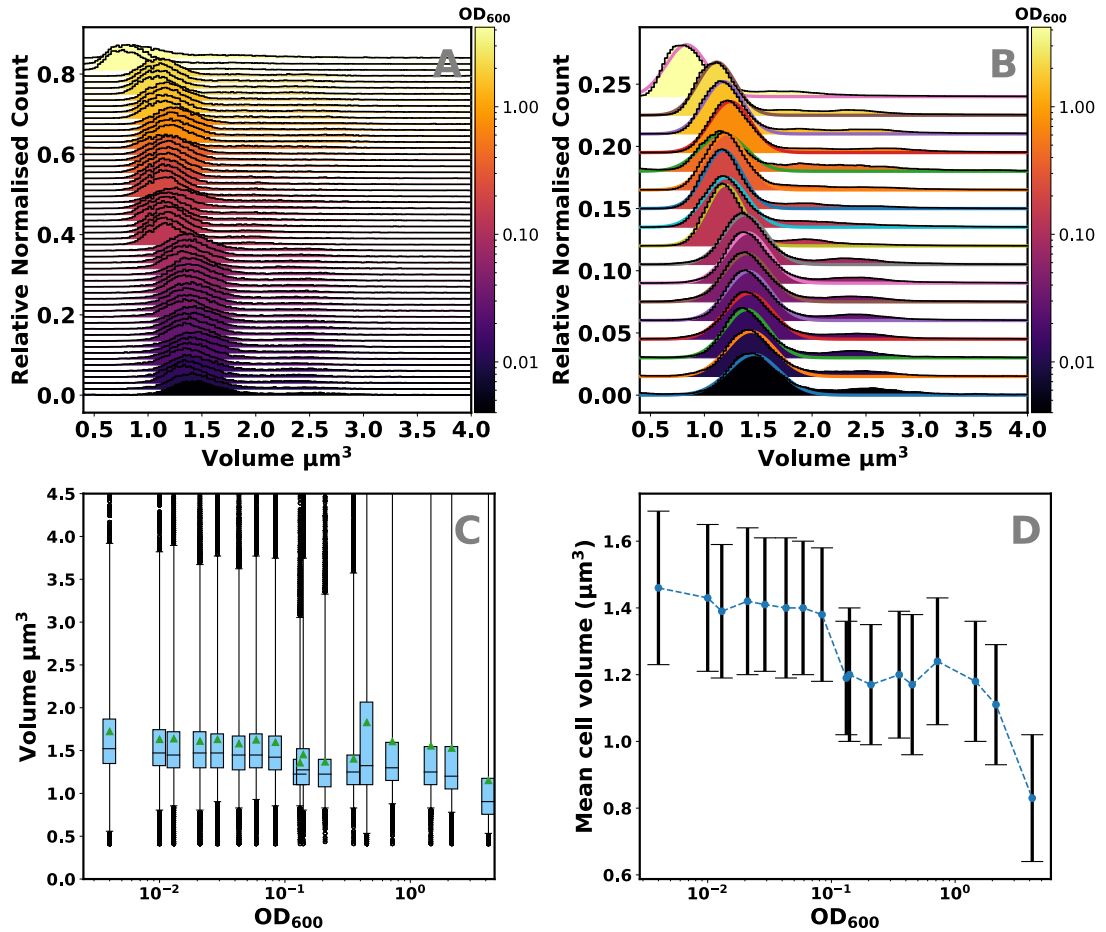 OD600
OD600
A
B
Relative Normalised Count
0.8
0.6
0.4
0.2
0.0
1.00
0.10
0.01
Relative Normalised Count
0.25
0.20
0.15
0.10
0.05
0.00
1.00
0.10
0.01
0.5 1.0 1.5 2.0 2.5 3.0 3.5 4.0
Volume μm³
0.5 1.0 1.5 2.0 2.5 3.0 3.5 4.0
Volume μm³
C
D
Volume μm³
4.5
4.0
3.5
3.0
2.5
2.0
1.5
1.0
0.5
0.0
10⁻² 10⁻¹ 10⁰
OD600
Mean cell volume (μm³)
1.6
1.4
1.2
1.0
0.8
0.6
10⁻² 10⁻¹ 10⁰
OD600